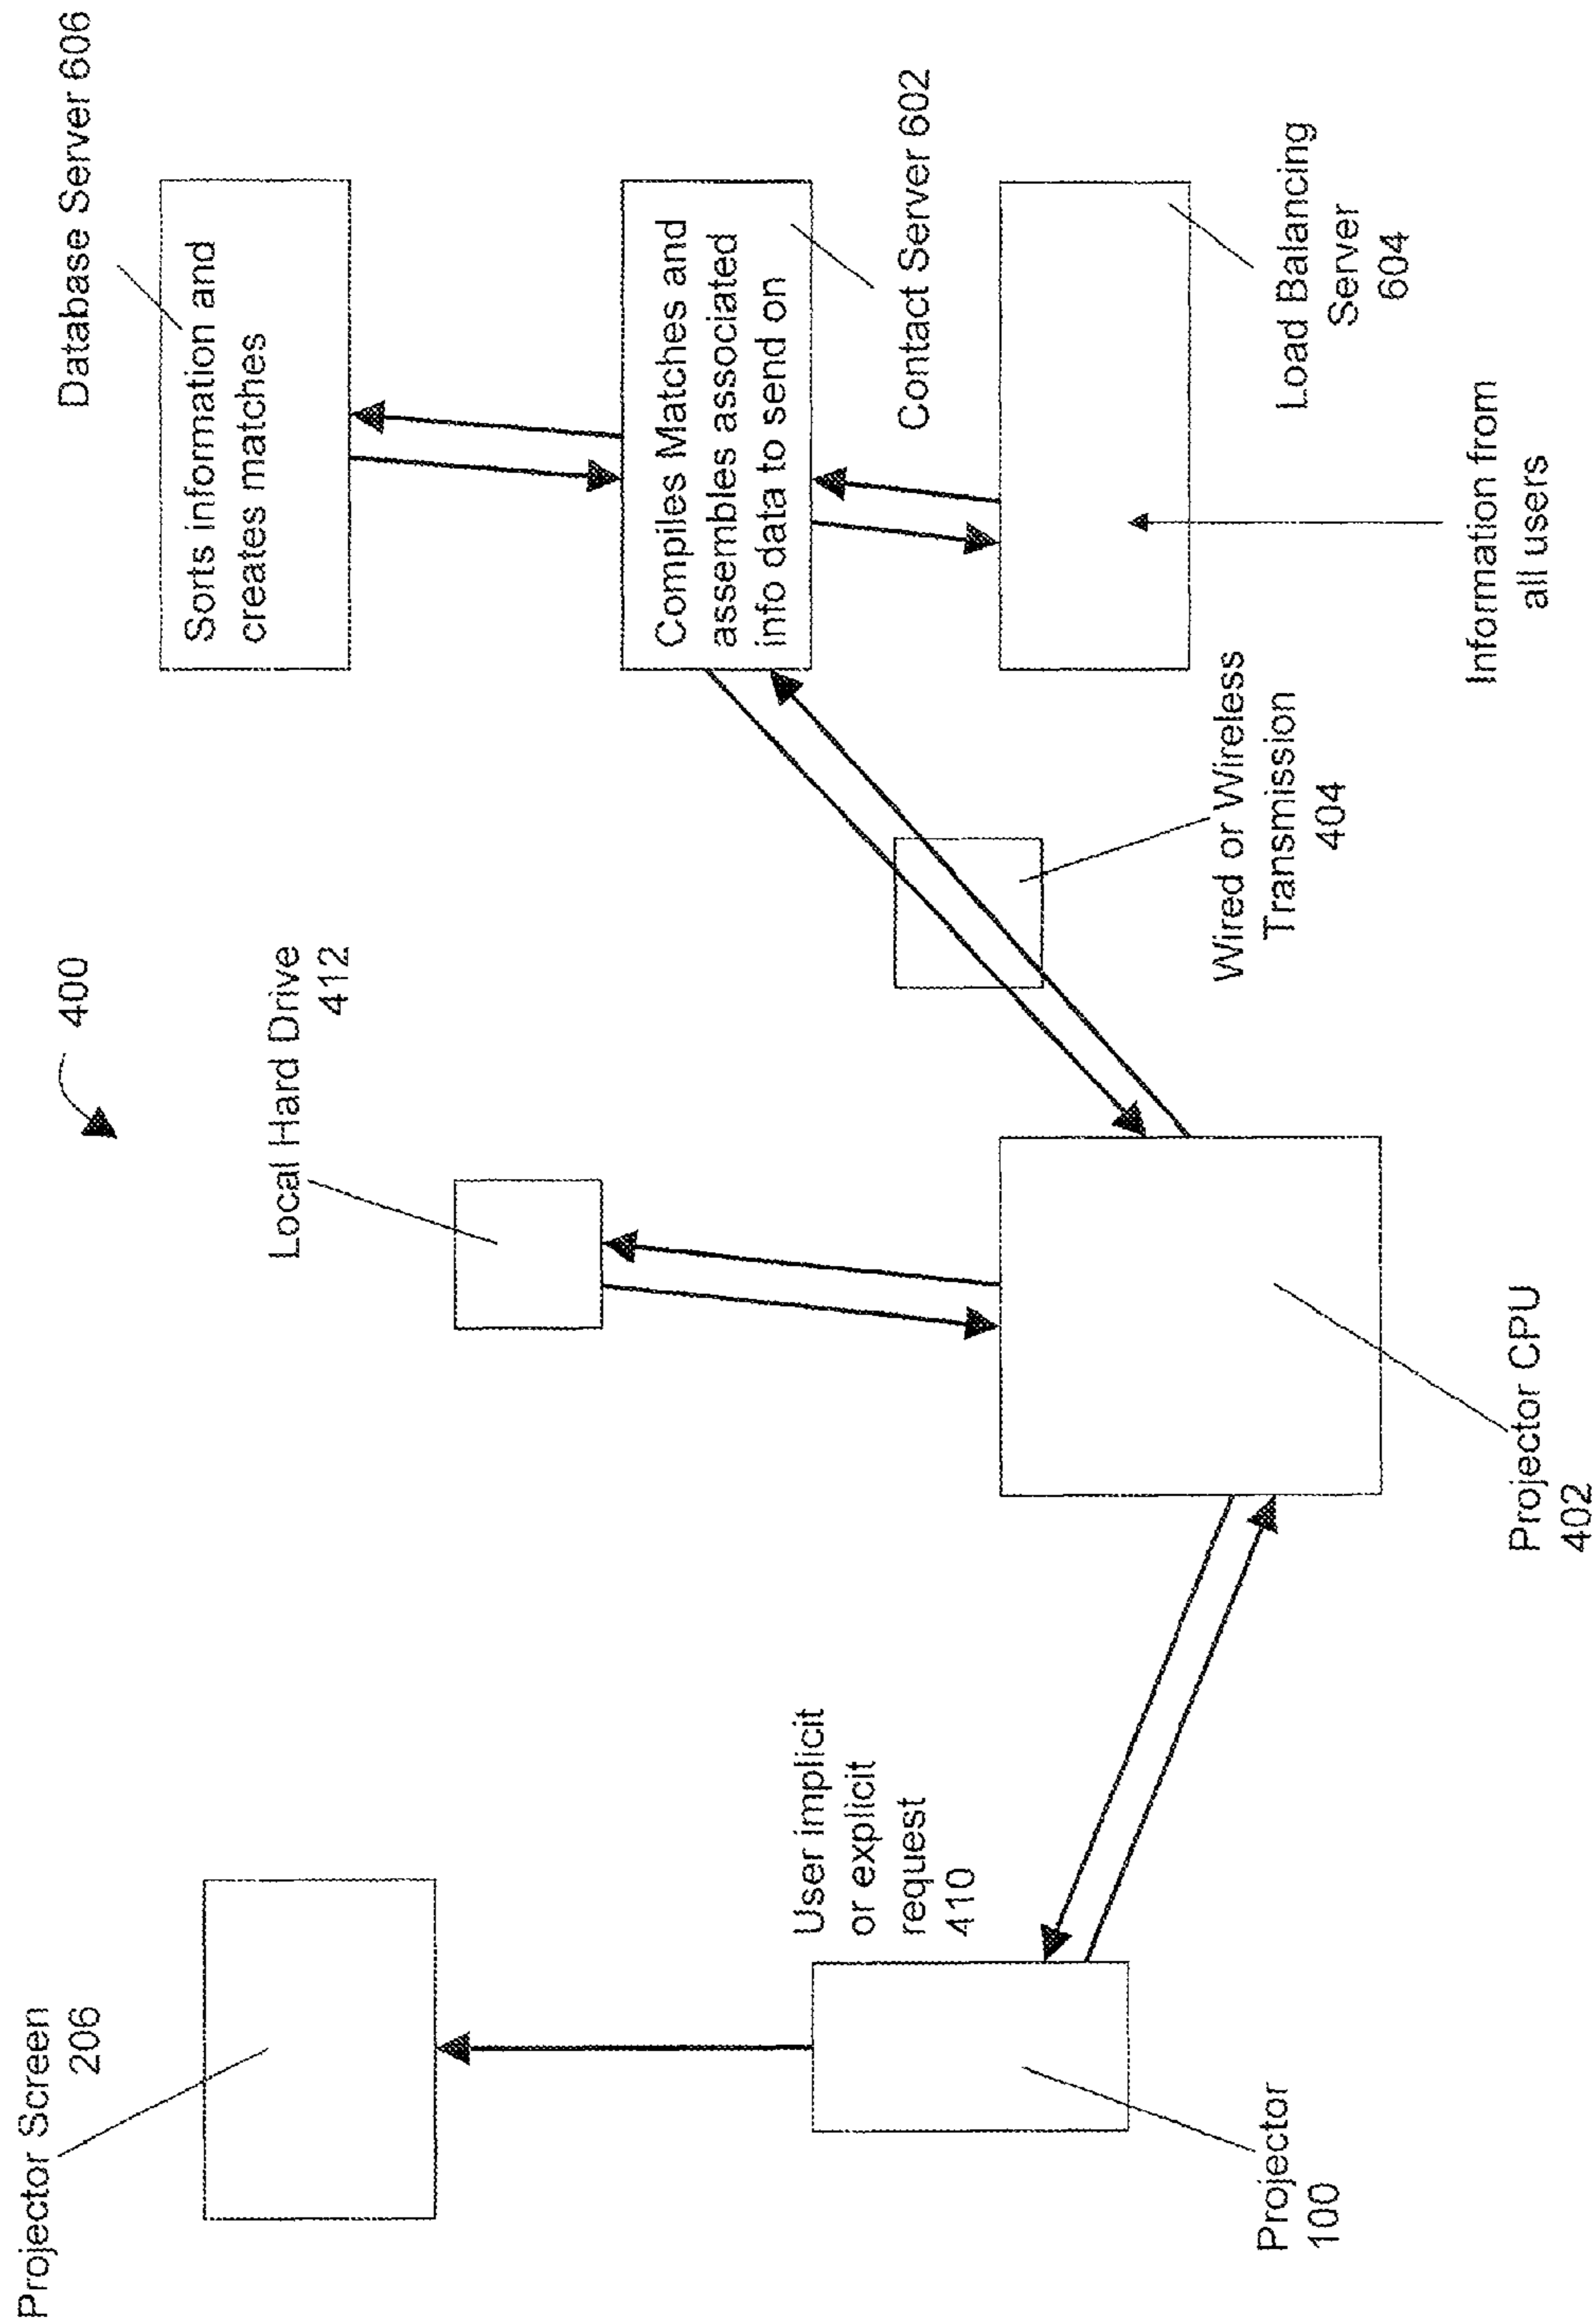 400
Projector Screen
206
User implicit
or explicit
request
410
Projector
100
Local Hard Drive
412
Projector CPU
402
Wired or Wireless
Transmission
404
Database Server 606
Sorts information and
creates matches
Compiles Matches and
assembles associated
info data to send on
Contact Server 602
Load Balancing
Server
604
Information from
all users